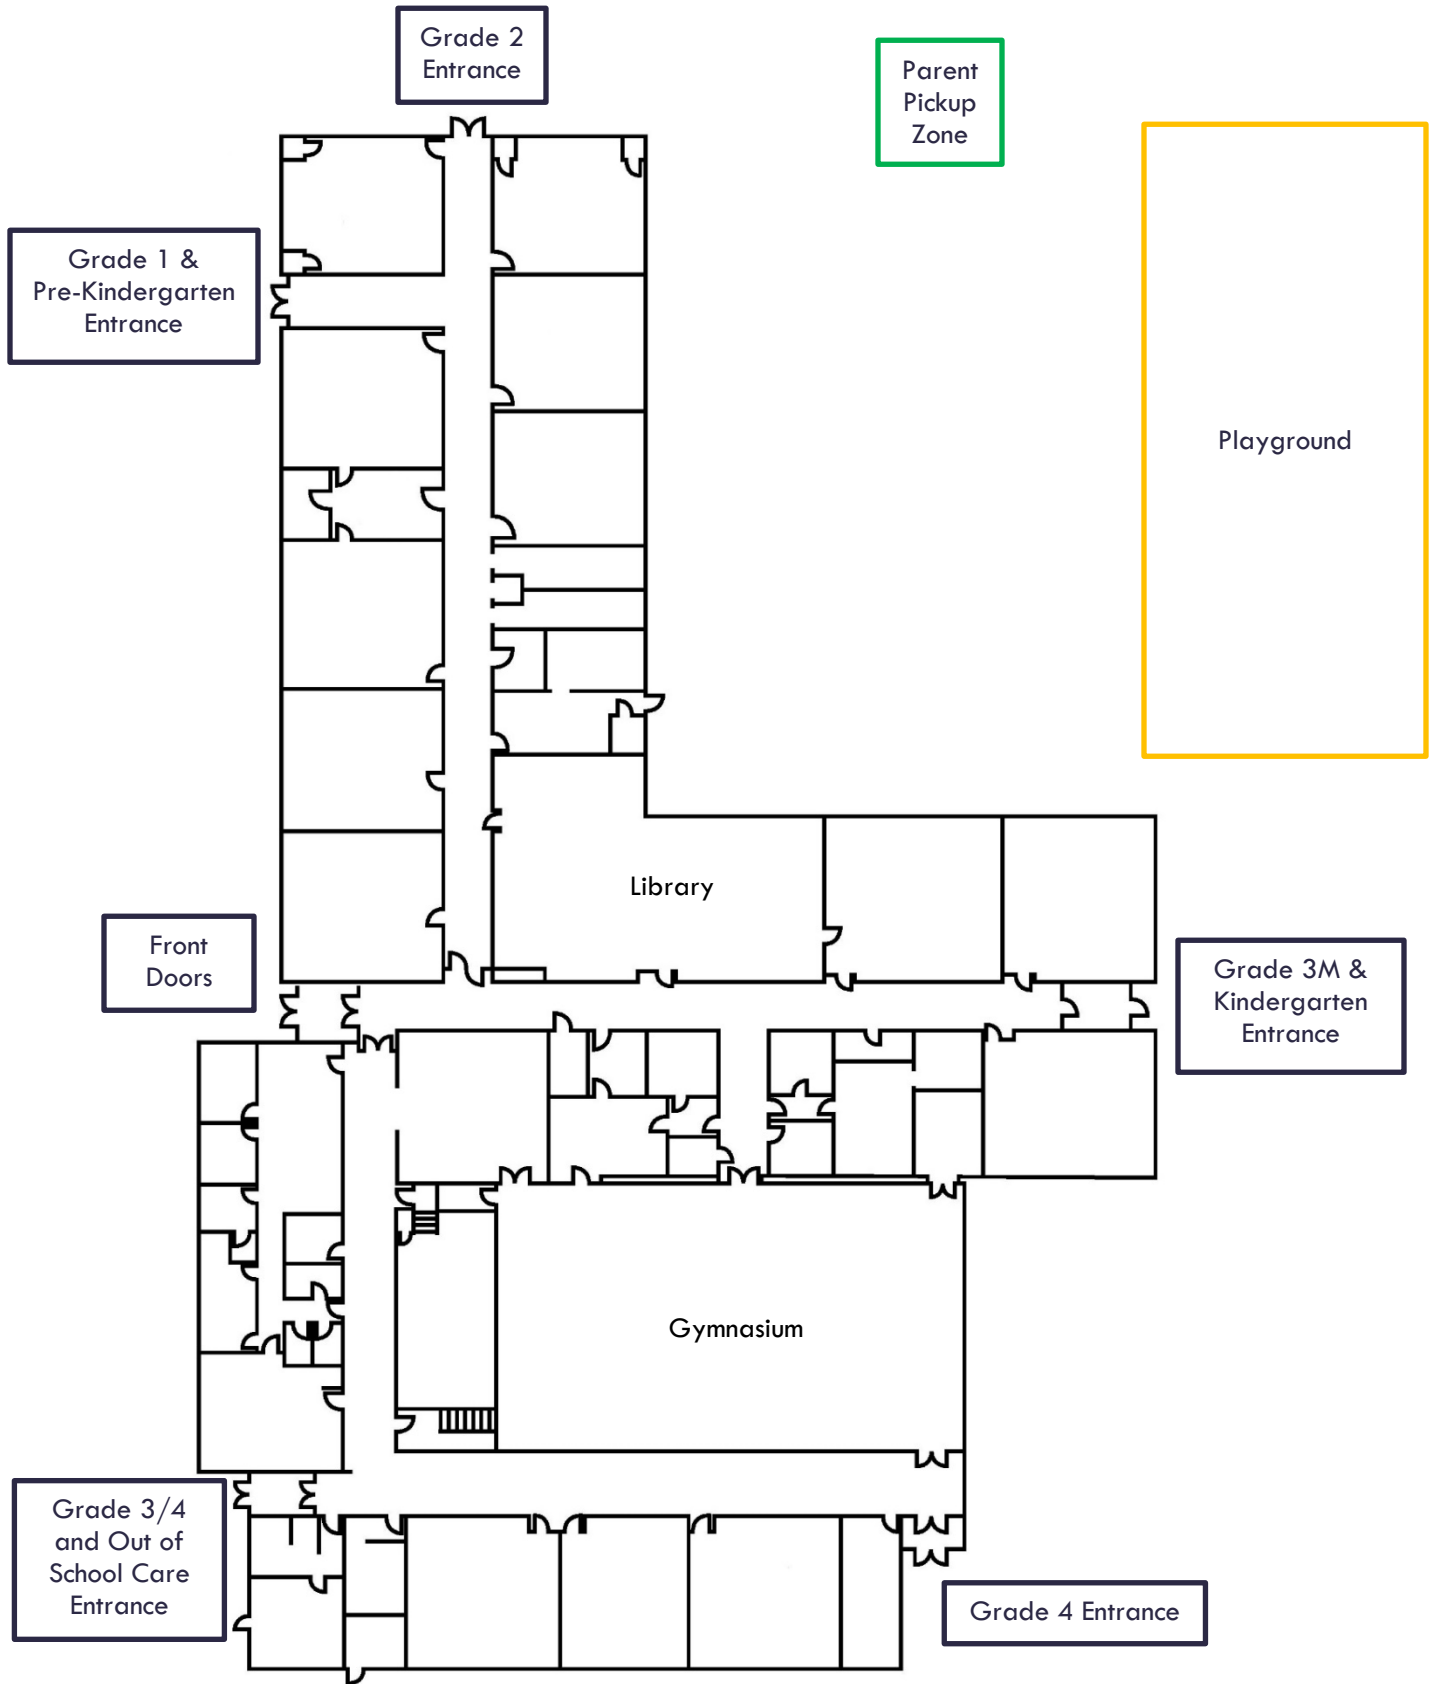 Grade 2
Entrance
Parent
Pickup
Zone
Grade 1 &
Pre-Kindergarten
Entrance
Playground
Library
Front
Doors
Grade 3M &
Kindergarten
Entrance
Gymnasium
Grade 3/4
and Out of
School Care
Entrance
Grade 4 Entrance